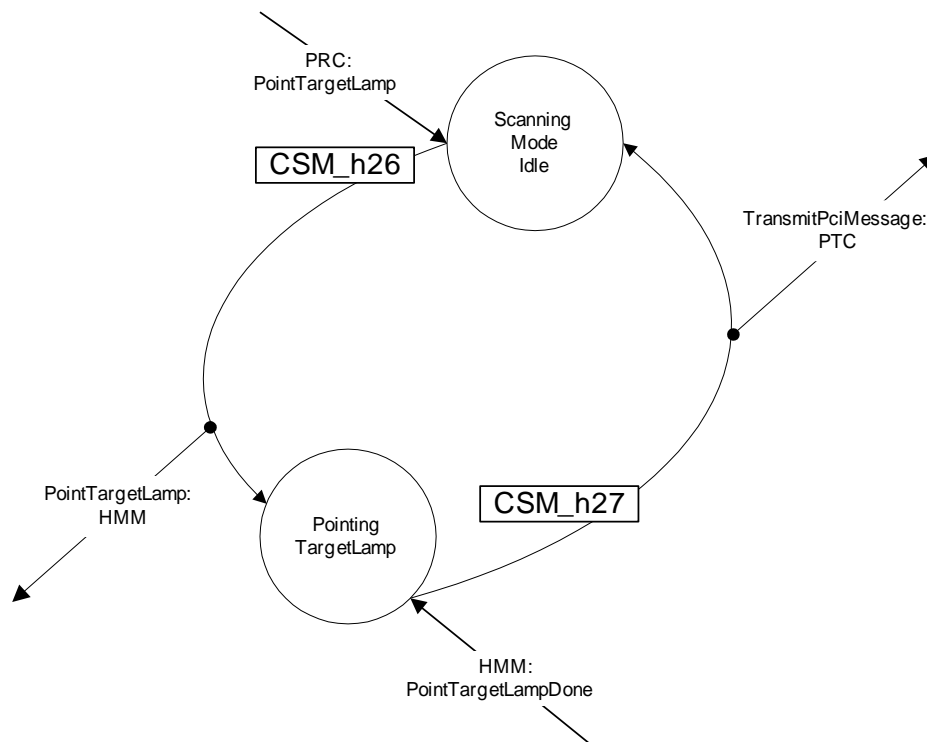 PRC:
PointTargetLamp
Scanning
Mode
Idle
CSM_h26
TransmitPciMessage:
PTC
PointTargetLamp:
HMM
CSM_h27
Pointing
TargetLamp
HMM:
PointTargetLampDone